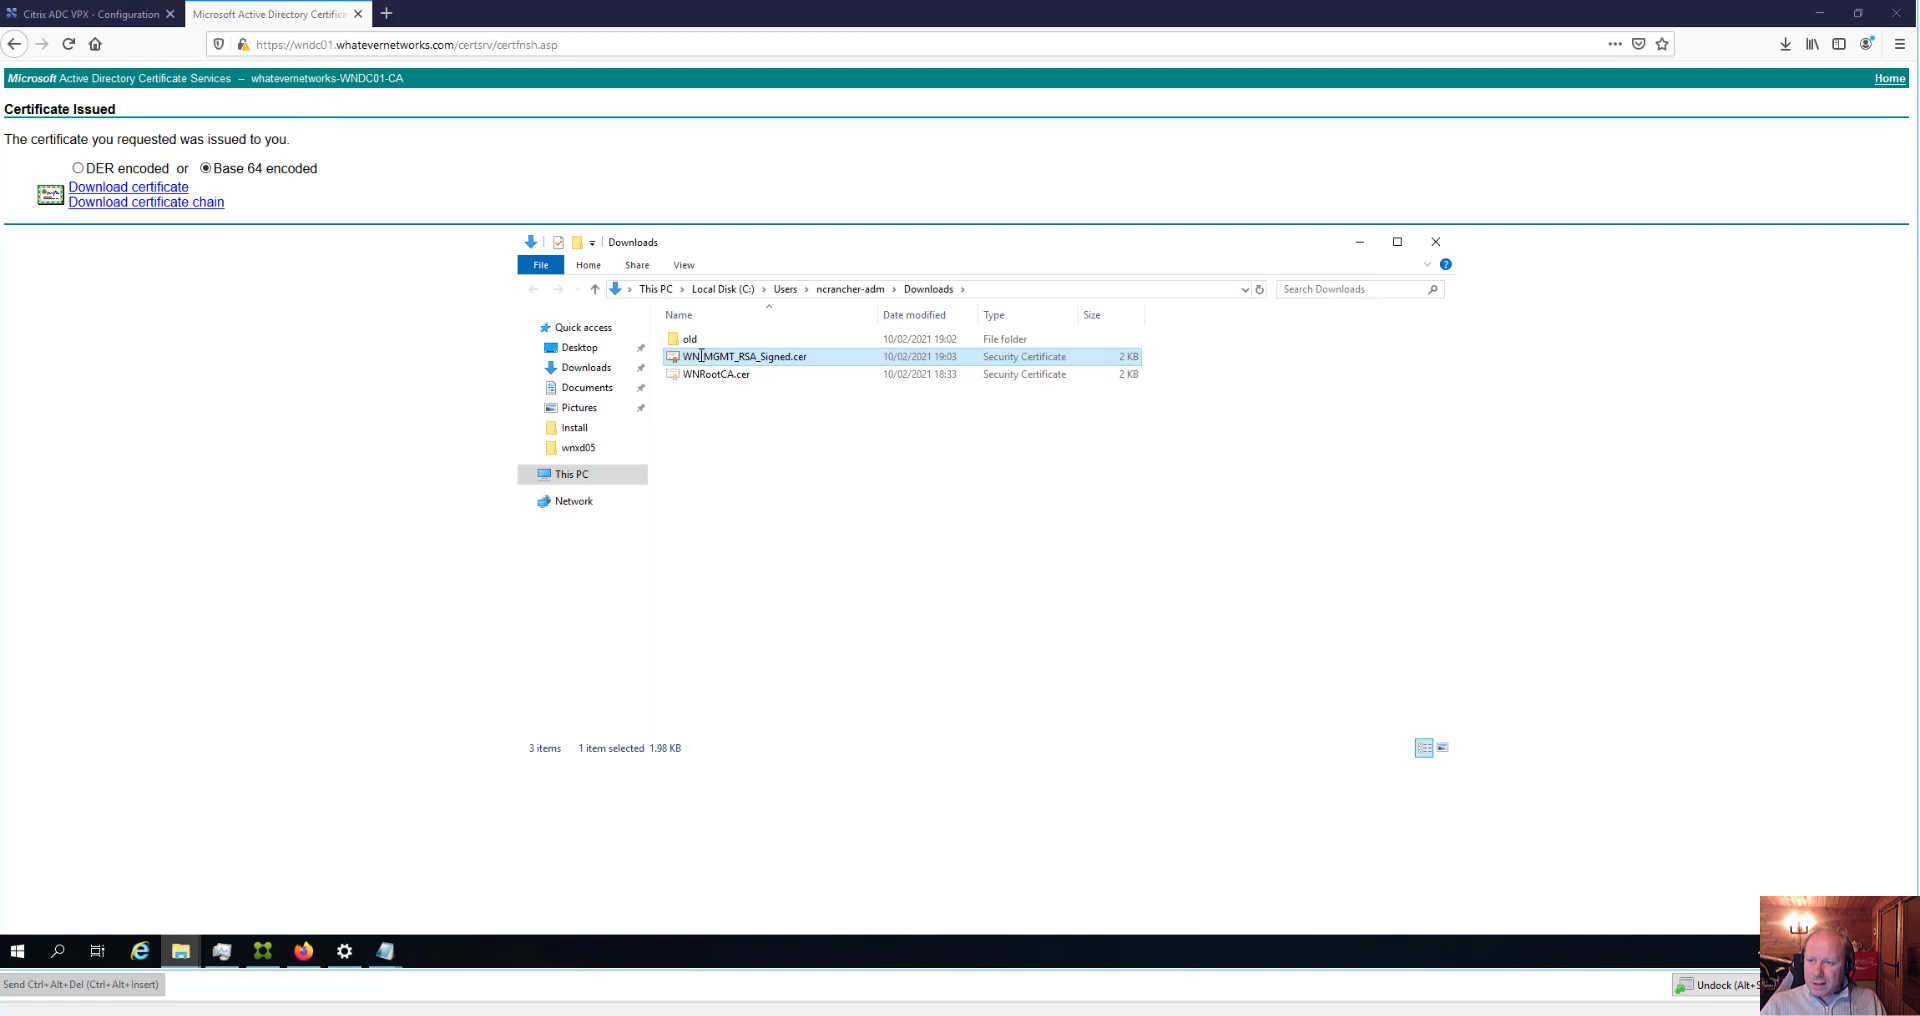 Citrix ADC VPX - Configuration
Microsoft Active Directory Certifica
https://wndc01.whatevernetworks.com/certsrv/certfnsh.asp
Microsoft Active Directory Certificate Services -- whatevernetworks-WNDC01-CA
Home
Certificate Issued
The certificate you requested was issued to you.
DER encoded or Base 64 encoded
Download certificate
Download certificate chain
Downloads
File Home Share View
This PC > Local Disk (C:) > Users > ncrancher-adm > Downloads >
Search Downloads
Name Date modified Type Size
Quick access
Desktop
Downloads
Documents
Pictures
Install
wnxd05
This PC
Network
old 10/02/2021 19:02 File folder
WN_MGMT_RSA_Signed.cer 10/02/2021 19:03 Security Certificate 2 KB
WNRootCA.cer 10/02/2021 18:33 Security Certificate 2 KB
3 items 1 item selected 1.98 KB
Send Ctrl+Alt+Del (Ctrl+Alt+Insert)
Undock (Alt+S